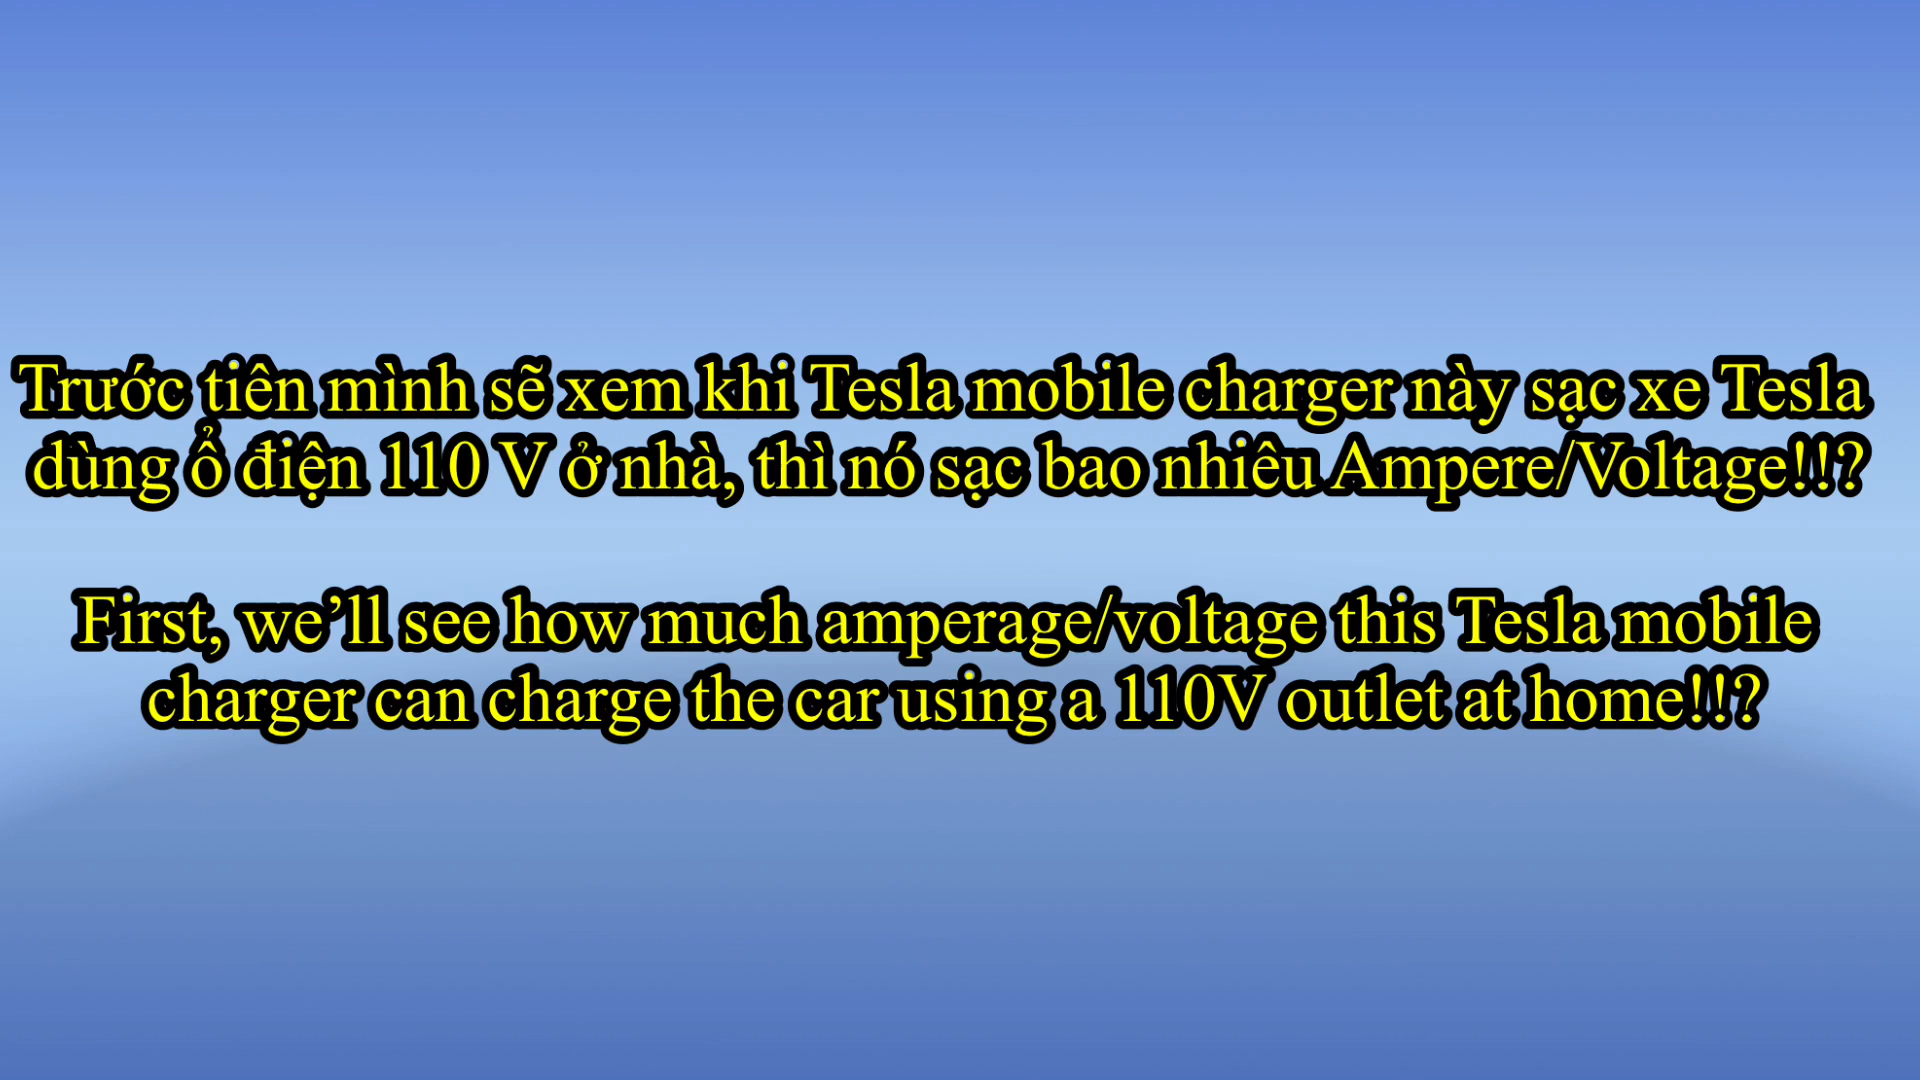 Trước tiên mình sẽ xem khi Tesla mobile charger này sạc xe Tesla
dùng ổ điện 110 V ở nhà, thì nó sạc bao nhiêu Ampere/Voltage!!?
First, we’ll see how much amperage/voltage this Tesla mobile
charger can charge the car using a 110V outlet at home!!?